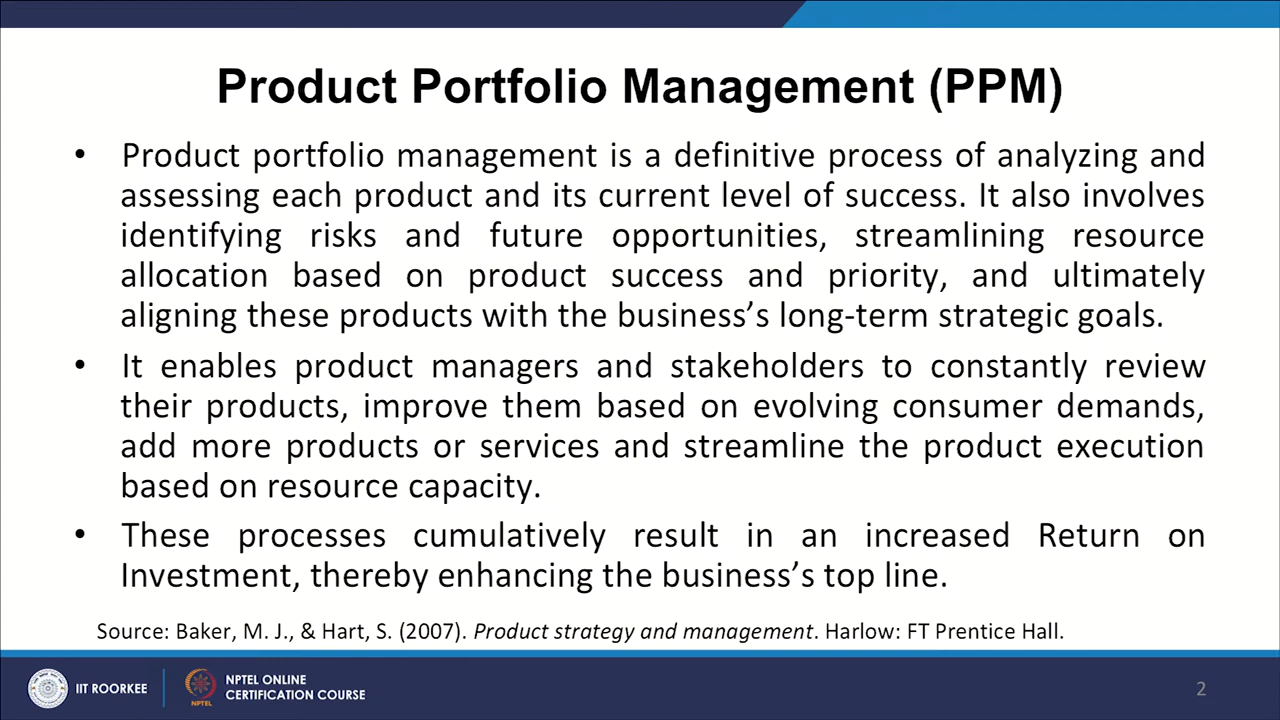 Product Portfolio Management (PPM)
• Product portfolio management is a definitive process of analyzing and
assessing each product and its current level of success. It also involves
identifying risks and future opportunities, streamlining resource
allocation based on product success and priority, and ultimately
aligning these products with the business’s long-term strategic goals.
• It enables product managers and stakeholders to constantly review
their products, improve them based on evolving consumer demands,
add more products or services and streamline the product execution
based on resource capacity.
• These processes cumulatively result in an increased Return on
Investment, thereby enhancing the business’s top line.
Source: Baker, M. J., & Hart, S. (2007). Product strategy and management. Harlow: FT Prentice Hall.
IIT ROORKEE
NPTEL
NPTEL ONLINE
CERTIFICATION COURSE
2